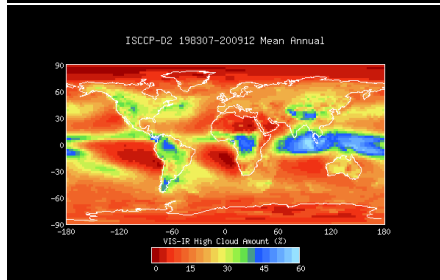 ISCCP-D2 198307-200912 Mean Annual
90
60
30
0
-30
-60
-90
-180 -120 -60 0 60 120 180
VIS-IR High Cloud Amount (%)
0 15 30 45 60